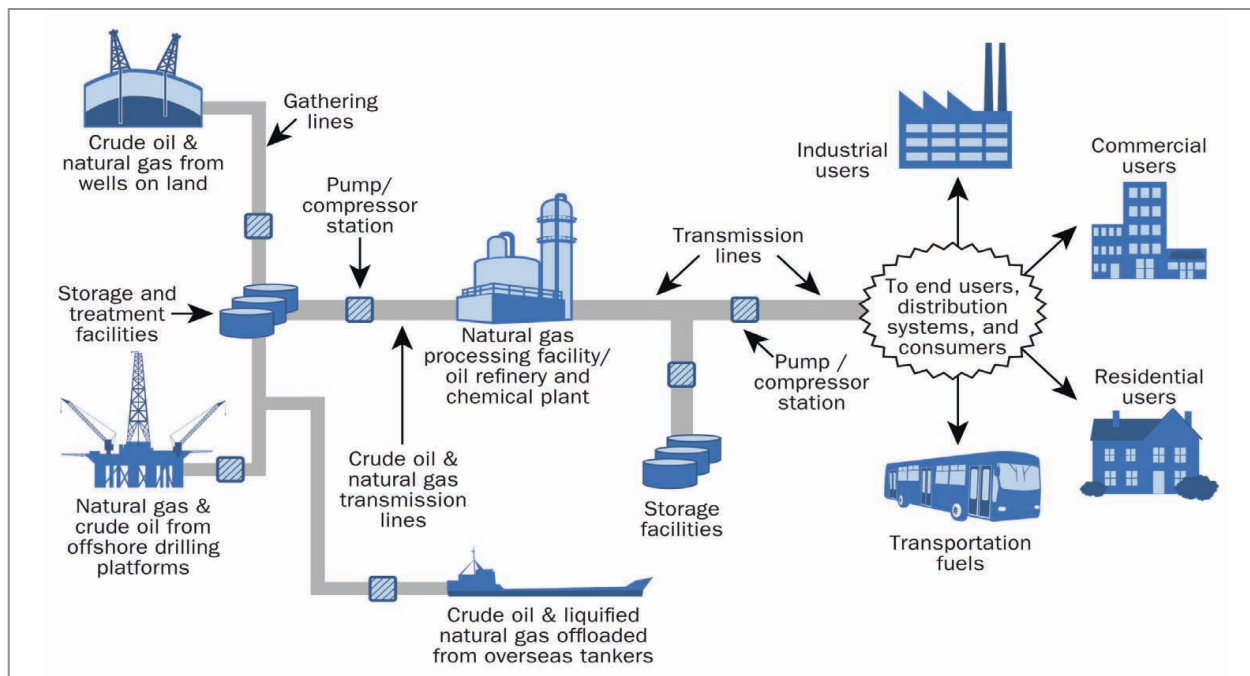 Crude oil &
natural gas from
wells on land
Gathering
lines
Pump/
compressor
station
Storage and
treatment
facilities
Natural gas &
crude oil from
offshore drilling
platforms
Crude oil &
natural gas
transmission
lines
Natural gas
processing facility/
oil refinery and
chemical plant
Crude oil & liquified
natural gas offloaded
from overseas tankers
Transmission
lines
Storage
facilities
Pump /
compressor
station
To end users,
distribution
systems, and
consumers
Industrial
users
Commercial
users
Residential
users
Transportation
fuels